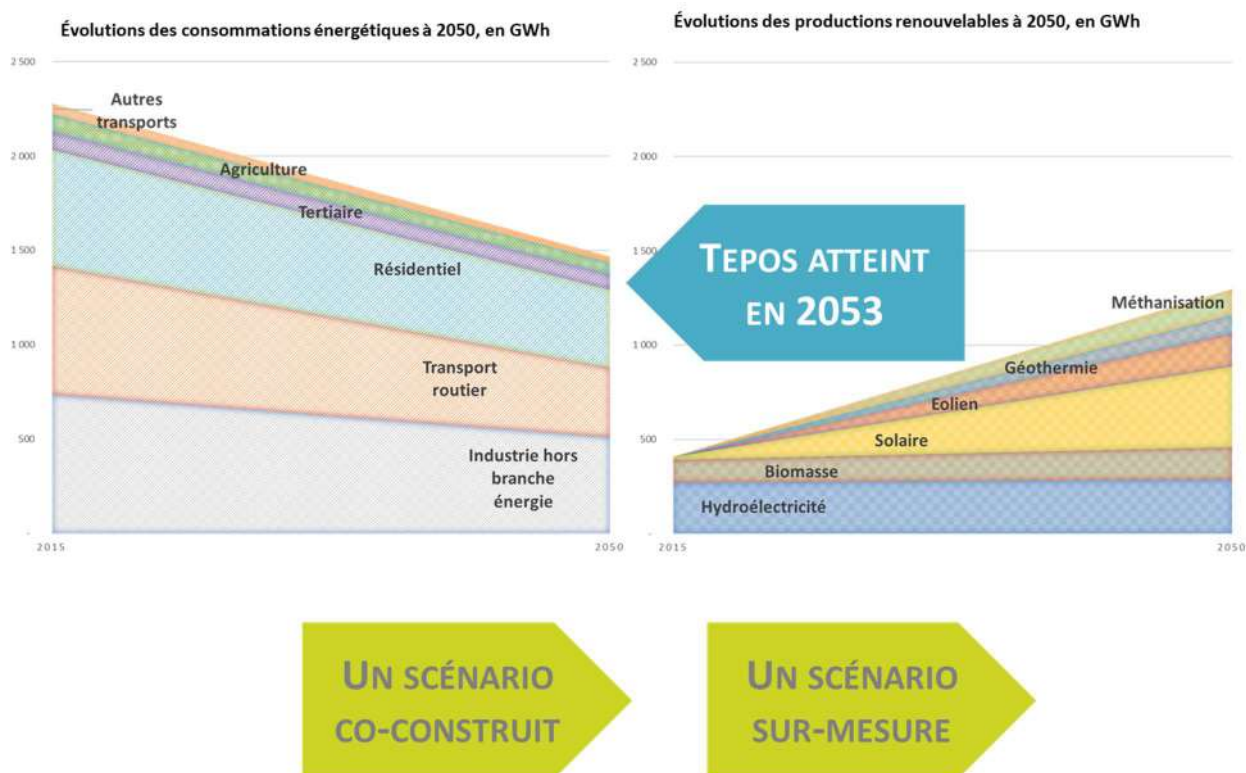 Évolutions des consommations énergétiques à 2050, en GWh
2 500
2 000
1 500
1 000
500
-
Autres
transports
Agriculture
Tertiaire
Résidentiel
Transport
routier
Industrie hors
branche
énergie
2015
2050
Évolutions des productions renouvelables à 2050, en GWh
2 500
2 000
1 500
1 000
500
-
TEPOS ATTEINT
EN 2053
Méthanisation
Géothermie
Eolien
Solaire
Biomasse
Hydroélectricité
2015
2050
UN SCÉNARIO
CO-CONSTRUIT
UN SCÉNARIO
SUR-MESURE